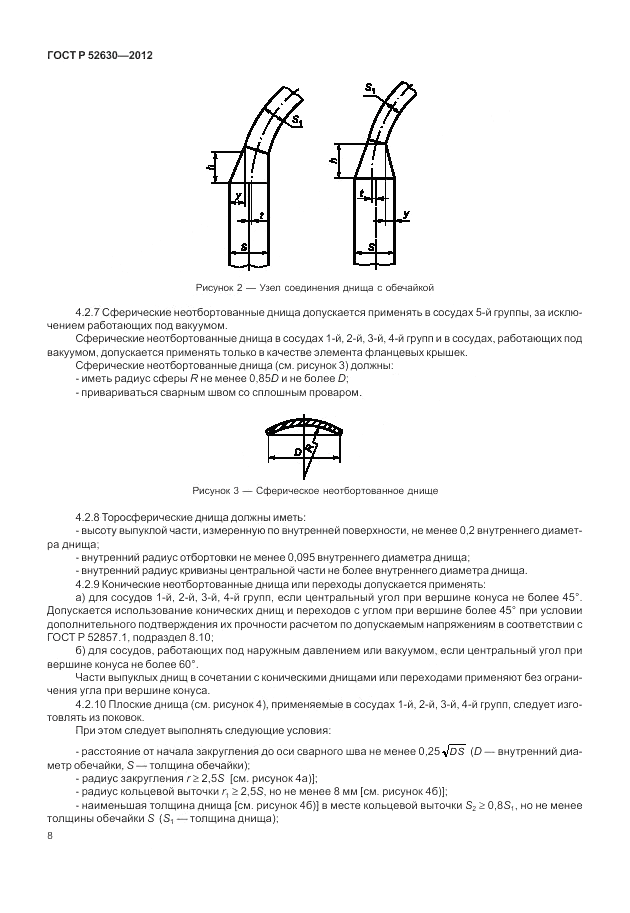 ГОСТ Р 52630—2012
S₁
h
y
t
S
S₁
h
t
y
S
Рисунок 2 — Узел соединения днища с обечайкой
4.2.7 Сферические неотбортованные днища допускается применять в сосудах 5-й группы, за исклю-
чением работающих под вакуумом.
Сферические неотбортованные днища в сосудах 1-й, 2-й, 3-й, 4-й групп и в сосудах, работающих под
вакуумом, допускается применять только в качестве элемента фланцевых крышек.
Сферические неотбортованные днища (см. рисунок 3) должны:
- иметь радиус сферы R не менее 0,85D и не более D;
- привариваться сварным швом со сплошным проваром.
D
R
Рисунок 3 — Сферическое неотбортованное днище
4.2.8 Торосферические днища должны иметь:
- высоту выпуклой части, измеренную по внутренней поверхности, не менее 0,2 внутреннего диамет-
ра днища;
- внутренний радиус отбортовки не менее 0,095 внутреннего диаметра днища;
- внутренний радиус кривизны центральной части не более внутреннего диаметра днища.
4.2.9 Конические неотбортованные днища или переходы допускается применять:
а) для сосудов 1-й, 2-й, 3-й, 4-й групп, если центральный угол при вершине конуса не более 45°.
Допускается использование конических днищ и переходов с углом при вершине более 45° при условии
дополнительного подтверждения их прочности расчетом по допускаемым напряжениям в соответствии с
ГОСТ Р 52857.1, подраздел 8.10;
б) для сосудов, работающих под наружным давлением или вакуумом, если центральный угол при
вершине конуса не более 60°.
Части выпуклых днищ в сочетании с коническими днищами или переходами применяют без ограни-
чения угла при вершине конуса.
4.2.10 Плоские днища (см. рисунок 4), применяемые в сосудах 1-й, 2-й, 3-й, 4-й групп, следует изго-
товлять из поковок.
При этом следует выполнять следующие условия:
- расстояние от начала закругления до оси сварного шва не менее 0,25 √DS (D — внутренний диа-
метр обечайки, S — толщина обечайки);
- радиус закругления r ≥ 2,5S [см. рисунок 4а)];
- радиус кольцевой выточки r₁ ≥ 2,5S, но не менее 8 мм [см. рисунок 4б)];
- наименьшая толщина днища [см. рисунок 4б)] в месте кольцевой выточки S₂ ≥ 0,8S₁, но не менее
толщины обечайки S (S₁ — толщина днища);
8